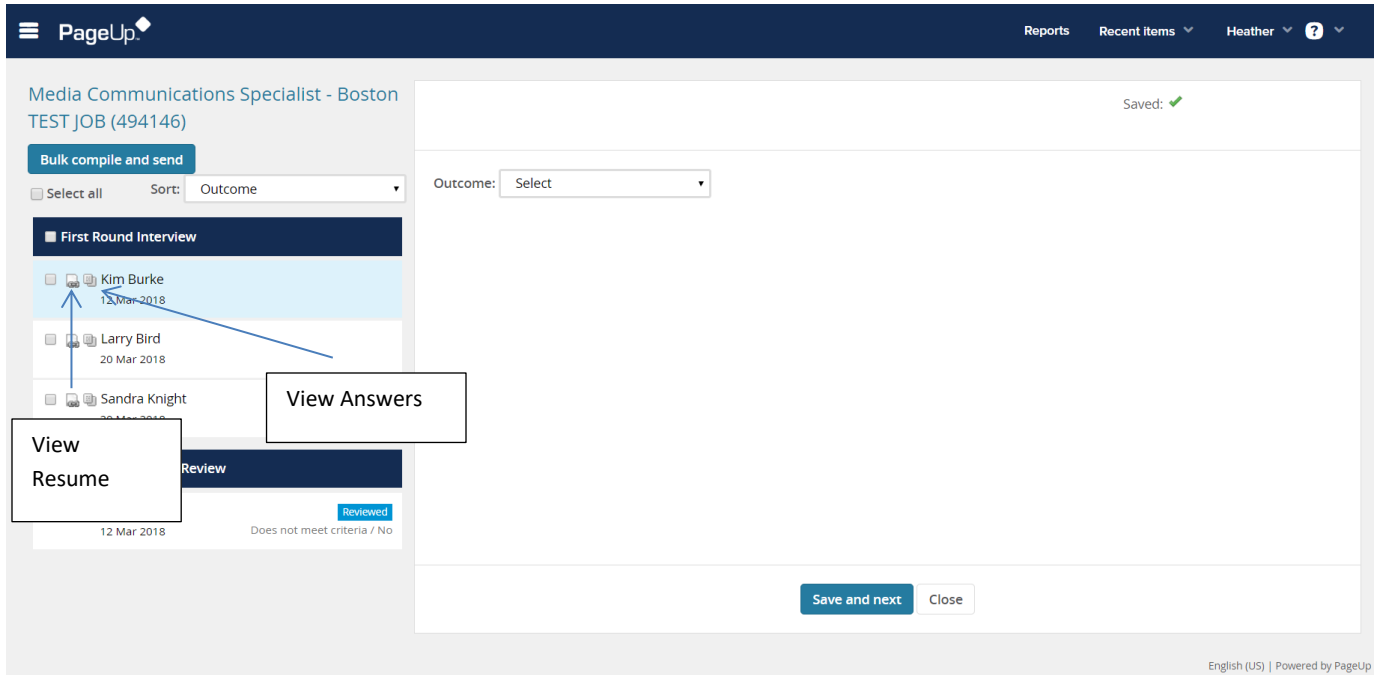 PageUp
Reports Recent items Heather ?
Media Communications Specialist - Boston
TEST JOB (494146)
Bulk compile and send
Select all Sort: Outcome
First Round Interview
Kim Burke
12 Mar 2018
Larry Bird
20 Mar 2018
Sandra Knight
View Resume
Review
Reviewed
12 Mar 2018 Does not meet criteria / No
View Answers
Saved:
Outcome: Select
Save and next Close
English (US) | Powered by PageUp